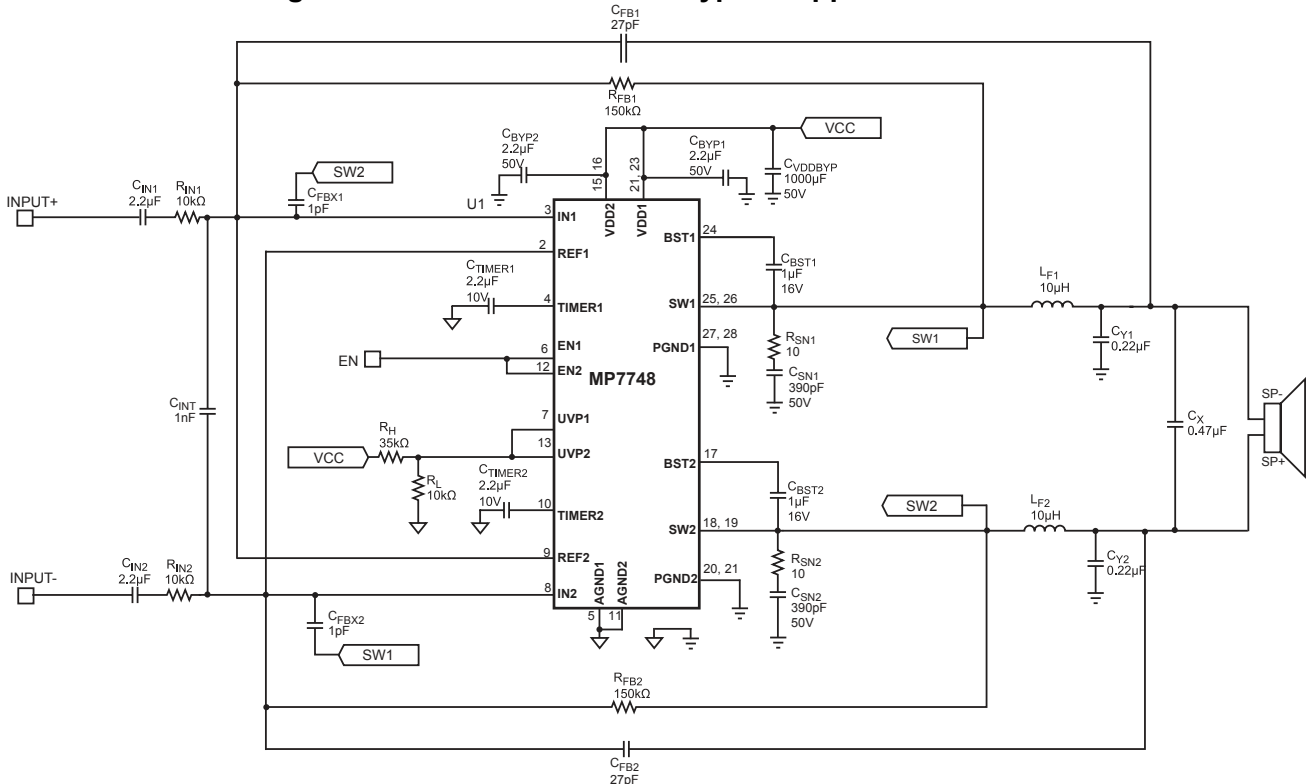 CFB1
27pF
RFB1
150kΩ
CBYP2
2.2µF
50V
15, 16
21, 23
CBYP1
2.2µF
50V
VCC
CVDDBYP
1000µF
50V
SW2
CIN1
2.2µF
RIN1
10kΩ
CFBX1
1pF
INPUT+
U1
3
IN1
VDD2
VDD1
BST1
24
2
REF1
CBST1
1µF
16V
CTIMER1
2.2µF
10V
4
TIMER1
SW1
25, 26
LF1
10µH
CY1
0.22µF
SW1
RSN1
10
CSN1
390pF
50V
PGND1
27, 28
EN
6
EN1
12
EN2
MP7748
CINT
1nF
7
UVP1
13
UVP2
VCC
RH
35kΩ
RL
10kΩ
CX
0.47µF
SP-
SP+
BST2
17
CBST2
1µF
16V
CTIMER2
2.2µF
10V
10
TIMER2
SW2
SW2
18, 19
LF2
10µH
CY2
0.22µF
RSN2
10
CSN2
390pF
50V
9
REF2
PGND2
20, 21
INPUT-
CIN2
2.2µF
RIN2
10kΩ
8
IN2
AGND1
AGND2
5
11
CFBX2
1pF
SW1
RFB2
150kΩ
CFB2
27pF